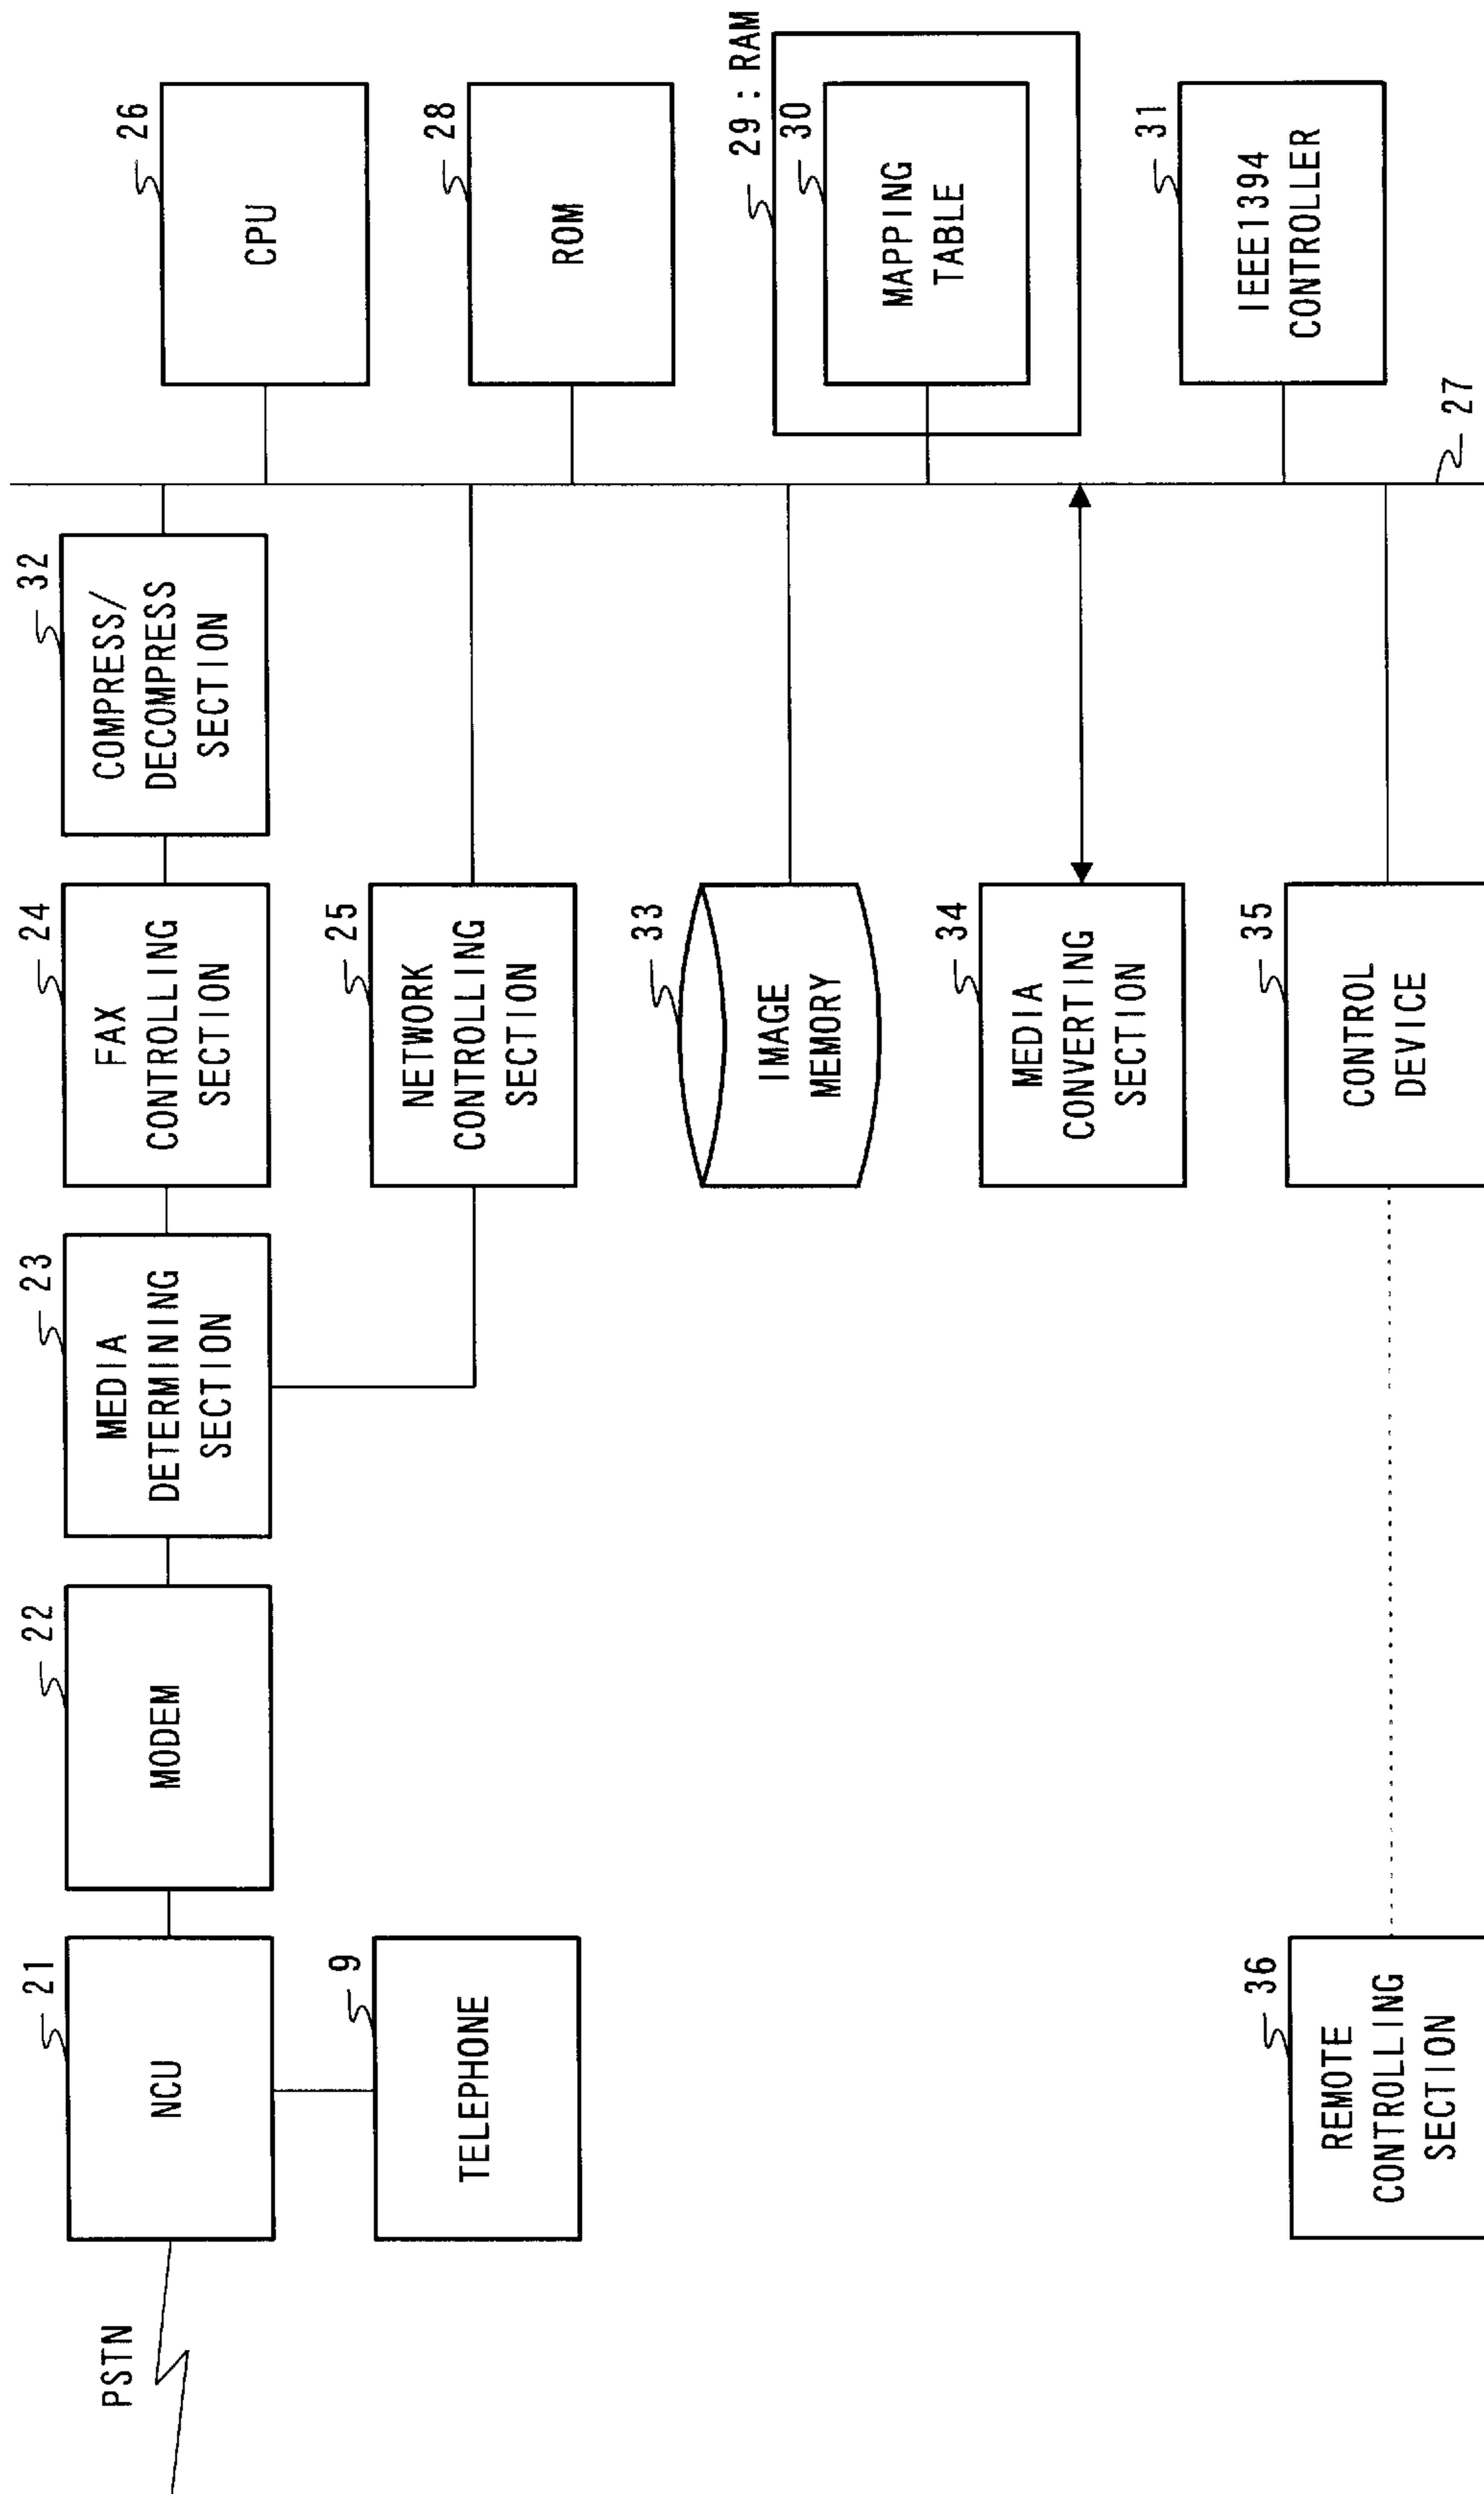 PSTN
21
NCU
9
TELEPHONE
22
MODEM
23
MEDIA
DETERMINING
SECTION
24
FAX
CONTROLLING
SECTION
32
COMPRESS/
DECOMPRESS
SECTION
25
NETWORK
CONTROLLING
SECTION
33
IMAGE
MEMORY
34
MEDIA
CONVERTING
SECTION
35
CONTROL
DEVICE
36
REMOTE
CONTROLLING
SECTION
26
CPU
28
ROM
29 : RAM
30
MAPPING
TABLE
31
IEEE1394
CONTROLLER
27